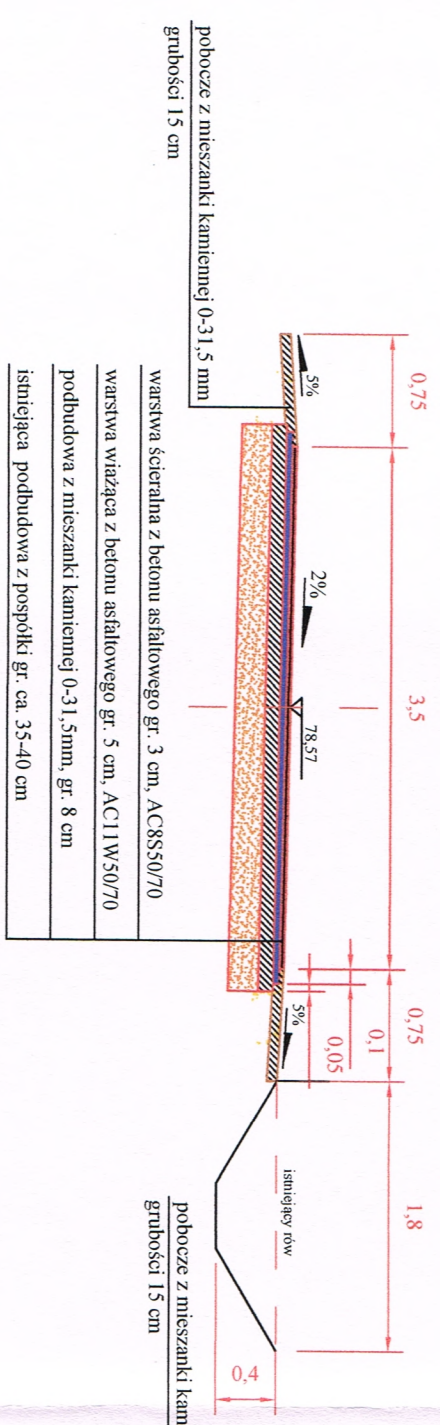 0,75
3,5
0,75
1,8
0,1
0,05
5%
2%
78,57
5%
istniejący rów
0,4
pobocze z mieszanki kamiennej 0-31,5 mm
grubości 15 cm
warstwa ścieralna z betonu asfaltowego gr. 3 cm, AC8S50/70
warstwa wiażąca z betonu asfaltowego gr. 5 cm, AC11W50/70
podbudowa z mieszanki kamiennej 0-31,5mm, gr. 8 cm
istniejąca podbudowa z pospółki gr. ca. 35-40 cm
pobocze z mieszanki kam
grubości 15 cm